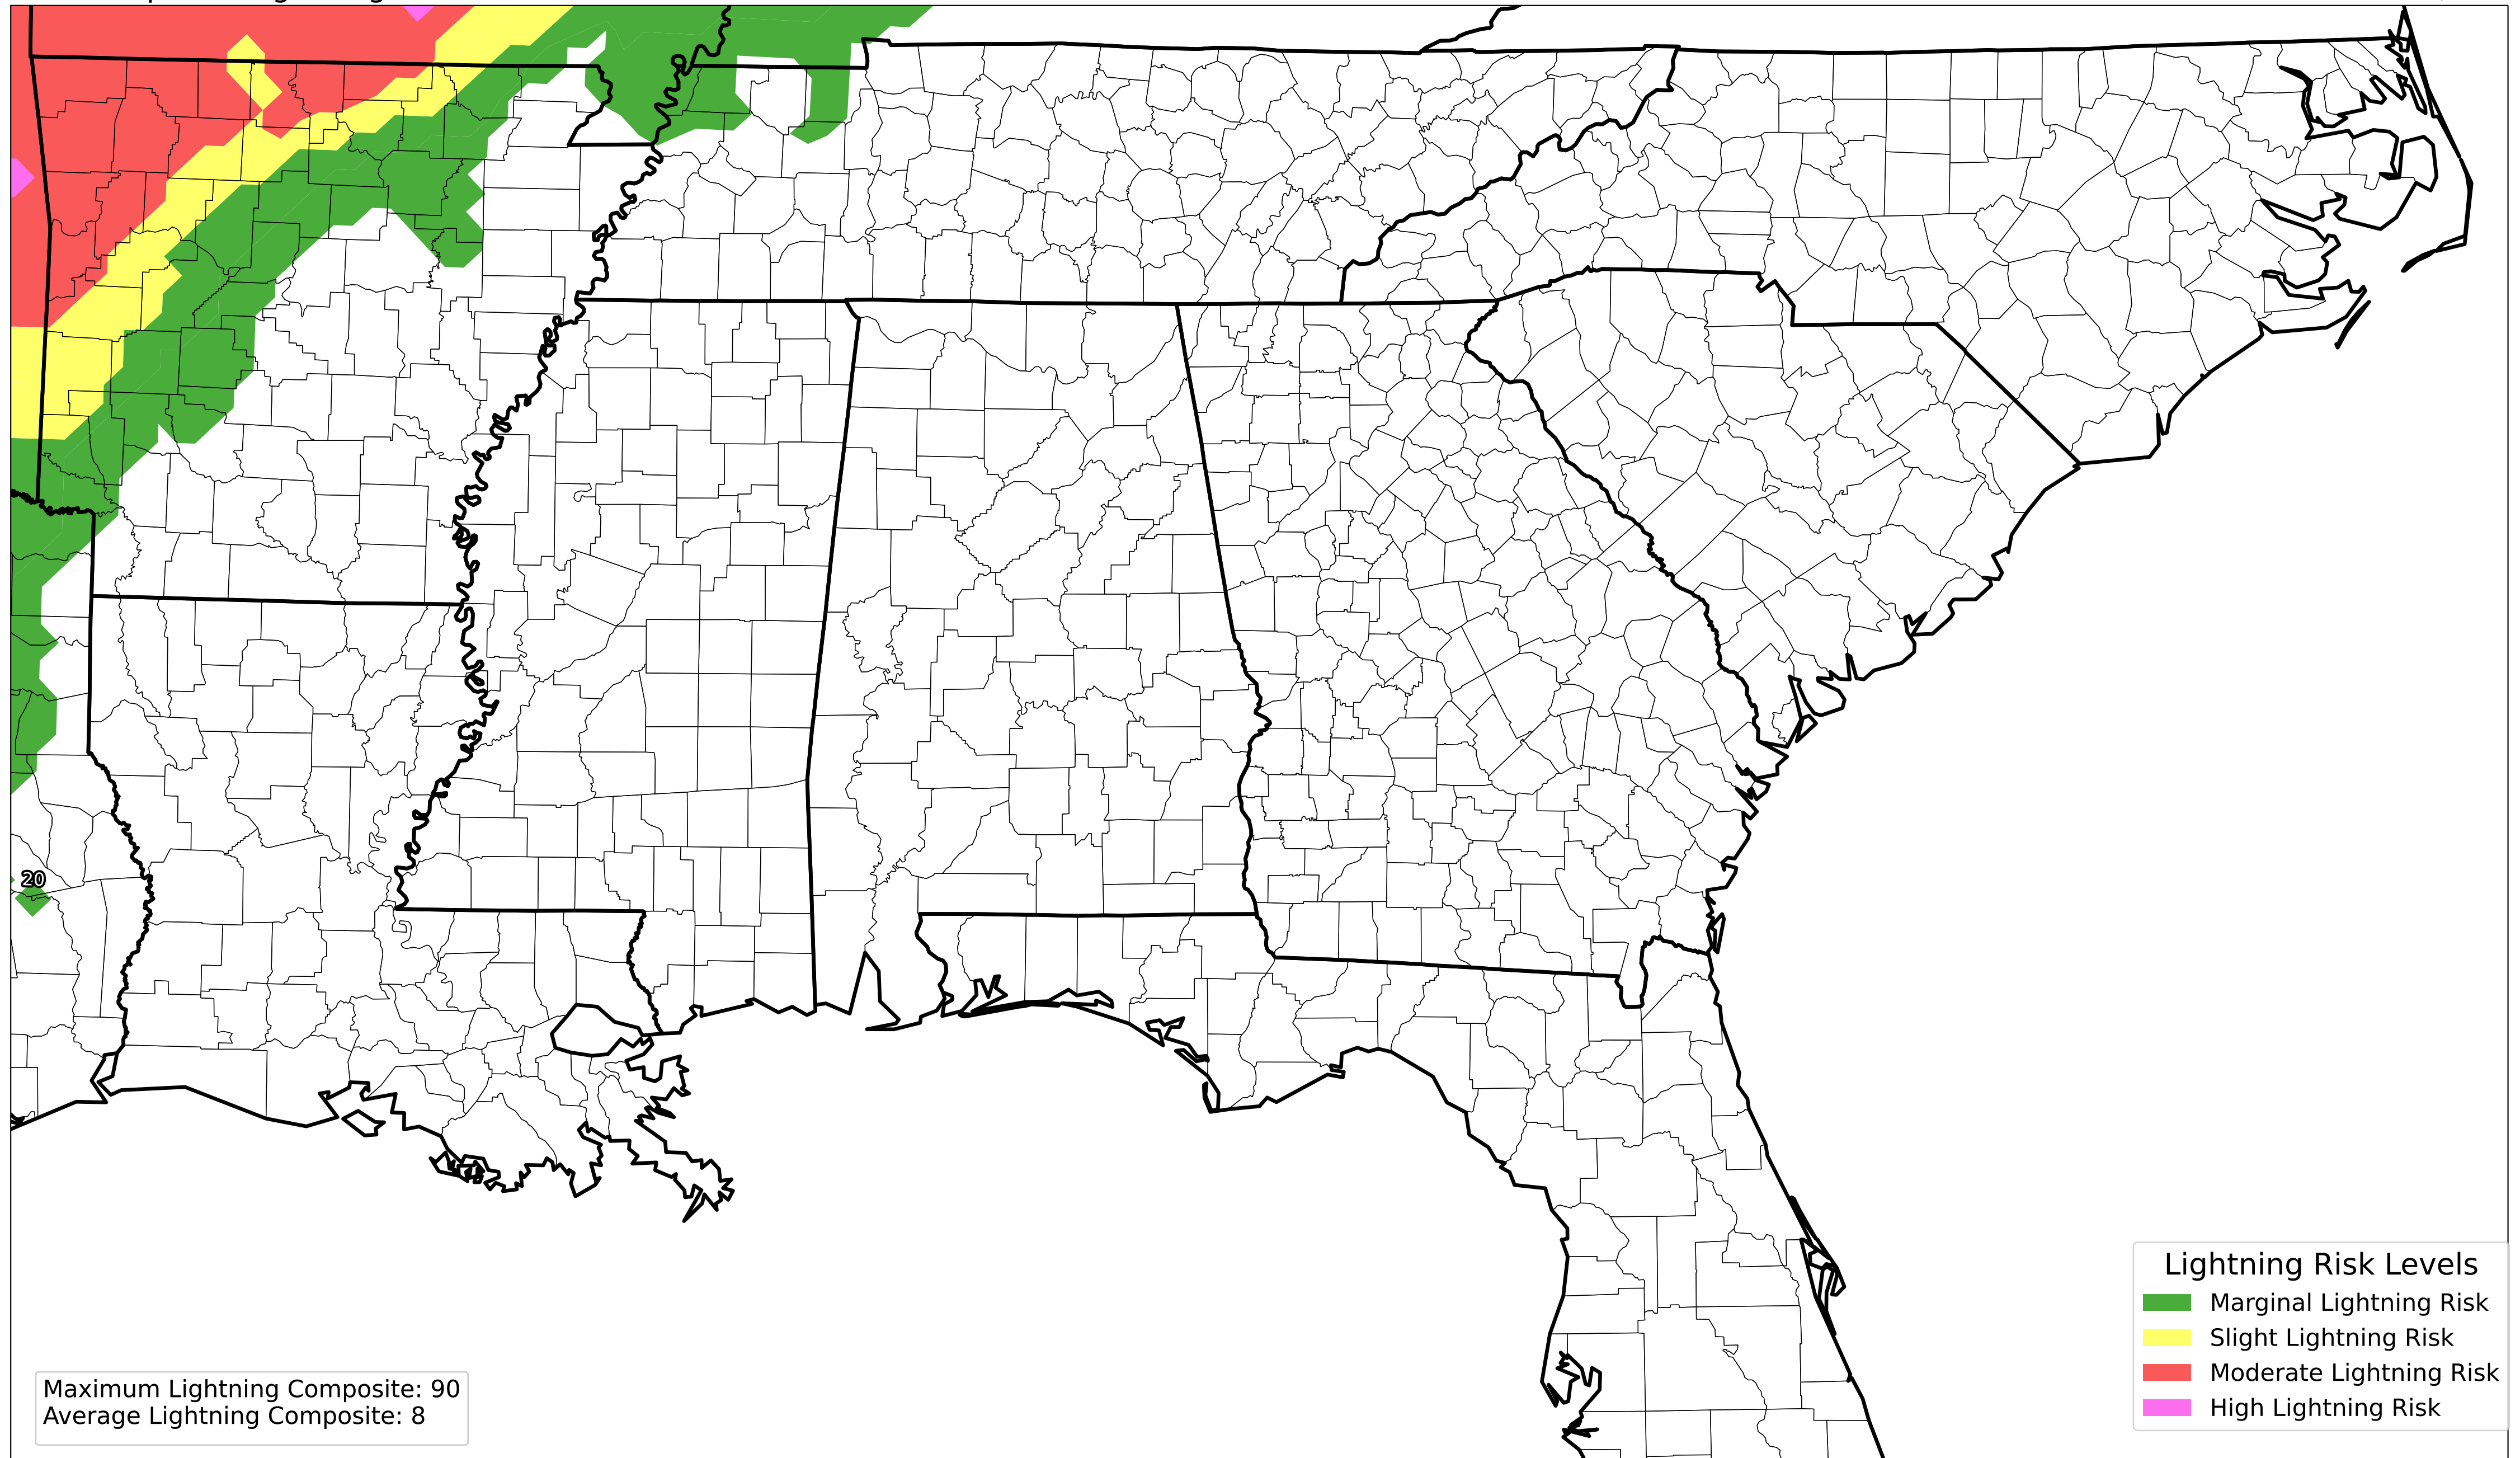 20
Lightning Risk Levels
Marginal Lightning Risk
Slight Lightning Risk
Moderate Lightning Risk
High Lightning Risk
Maximum Lightning Composite: 90
Average Lightning Composite: 8